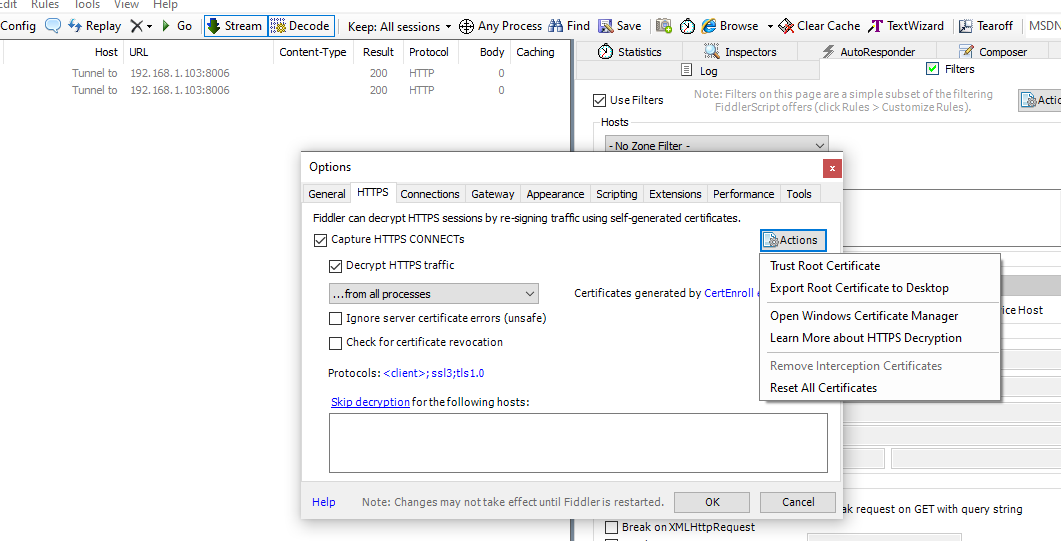 Edit Rules Tools View Help
Config Replay Go Stream Decode Keep: All sessions Any Process Find Save Browse Clear Cache TextWizard Tearoff MSDN
Host URL Content-Type Result Protocol Body Caching
Tunnel to 192.168.1.103:8006 200 HTTP 0
Tunnel to 192.168.1.103:8006 200 HTTP 0
Statistics Inspectors AutoResponder Composer
Log Filters
Use Filters
Note: Filters on this page are a simple subset of the filtering
FiddlerScript offers (click Rules > Customize Rules).
Actio
Hosts
- No Zone Filter -
Options
General HTTPS Connections Gateway Appearance Scripting Extensions Performance Tools
Fiddler can decrypt HTTPS sessions by re-signing traffic using self-generated certificates.
Capture HTTPS CONNECTs
Actions
Decrypt HTTPS traffic
...from all processes
Certificates generated by CertEnroll e
Ignore server certificate errors (unsafe)
Check for certificate revocation
Protocols: <client>; ssl3;tls1.0
Skip decryption for the following hosts:
Help
Note: Changes may not take effect until Fiddler is restarted.
OK
Cancel
Trust Root Certificate
Export Root Certificate to Desktop
Open Windows Certificate Manager
Learn More about HTTPS Decryption
Remove Interception Certificates
Reset All Certificates
ice Host
ak request on GET with query string
Break on XMLHttpRequest